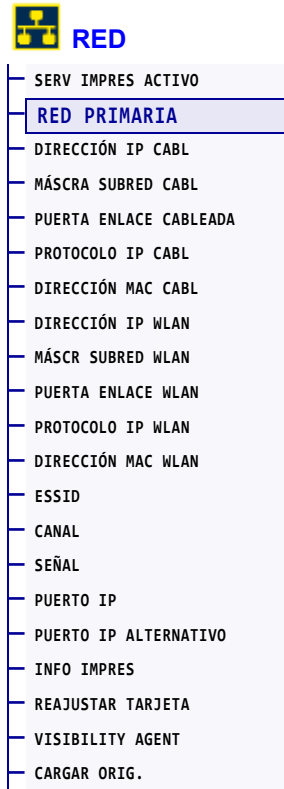 RED
SERV IMPRES ACTIVO
RED PRIMARIA
DIRECCIÓN IP CABL
MÁSCRA SUBRED CABL
PUERTA ENLACE CABLEADA
PROTOCOLO IP CABL
DIRECCIÓN MAC CABL
DIRECCIÓN IP WLAN
MÁSCR SUBRED WLAN
PUERTA ENLACE WLAN
PROTOCOLO IP WLAN
DIRECCIÓN MAC WLAN
ESSID
CANAL
SEÑAL
PUERTO IP
PUERTO IP ALTERNATIVO
INFO IMPRES
REAJUSTAR TARJETA
VISIBILITY AGENT
CARGAR ORIG.